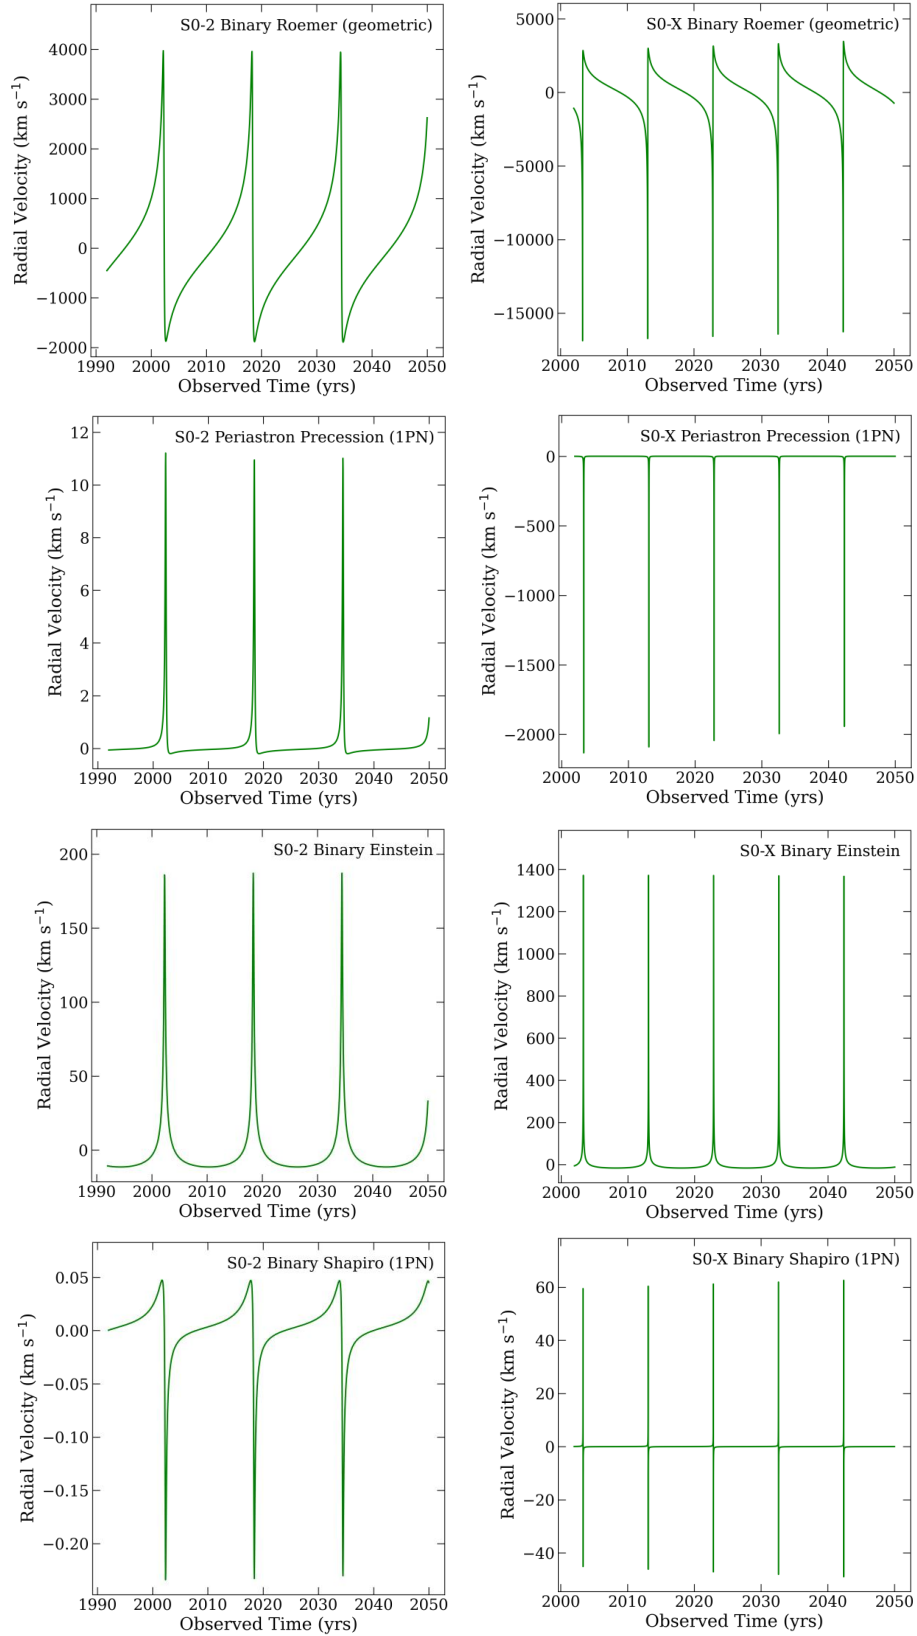 S0-2 Binary Roemer (geometric)
Radial Velocity (km s⁻¹)
4000
3000
2000
1000
0
−1000
−2000
1990 2000 2010 2020 2030 2040 2050
Observed Time (yrs)
S0-X Binary Roemer (geometric)
Radial Velocity (km s⁻¹)
5000
0
−5000
−10000
−15000
2000 2010 2020 2030 2040 2050
Observed Time (yrs)
S0-2 Periastron Precession (1PN)
Radial Velocity (km s⁻¹)
12
10
8
6
4
2
0
1990 2000 2010 2020 2030 2040 2050
Observed Time (yrs)
S0-X Periastron Precession (1PN)
Radial Velocity (km s⁻¹)
0
−500
−1000
−1500
−2000
2000 2010 2020 2030 2040 2050
Observed Time (yrs)
S0-2 Binary Einstein
Radial Velocity (km s⁻¹)
200
150
100
50
0
1990 2000 2010 2020 2030 2040 2050
Observed Time (yrs)
S0-X Binary Einstein
Radial Velocity (km s⁻¹)
1400
1200
1000
800
600
400
200
0
2000 2010 2020 2030 2040 2050
Observed Time (yrs)
S0-2 Binary Shapiro (1PN)
Radial Velocity (km s⁻¹)
0.05
0.00
−0.05
−0.10
−0.15
−0.20
1990 2000 2010 2020 2030 2040 2050
Observed Time (yrs)
S0-X Binary Shapiro (1PN)
Radial Velocity (km s⁻¹)
60
40
20
0
−20
−40
2000 2010 2020 2030 2040 2050
Observed Time (yrs)